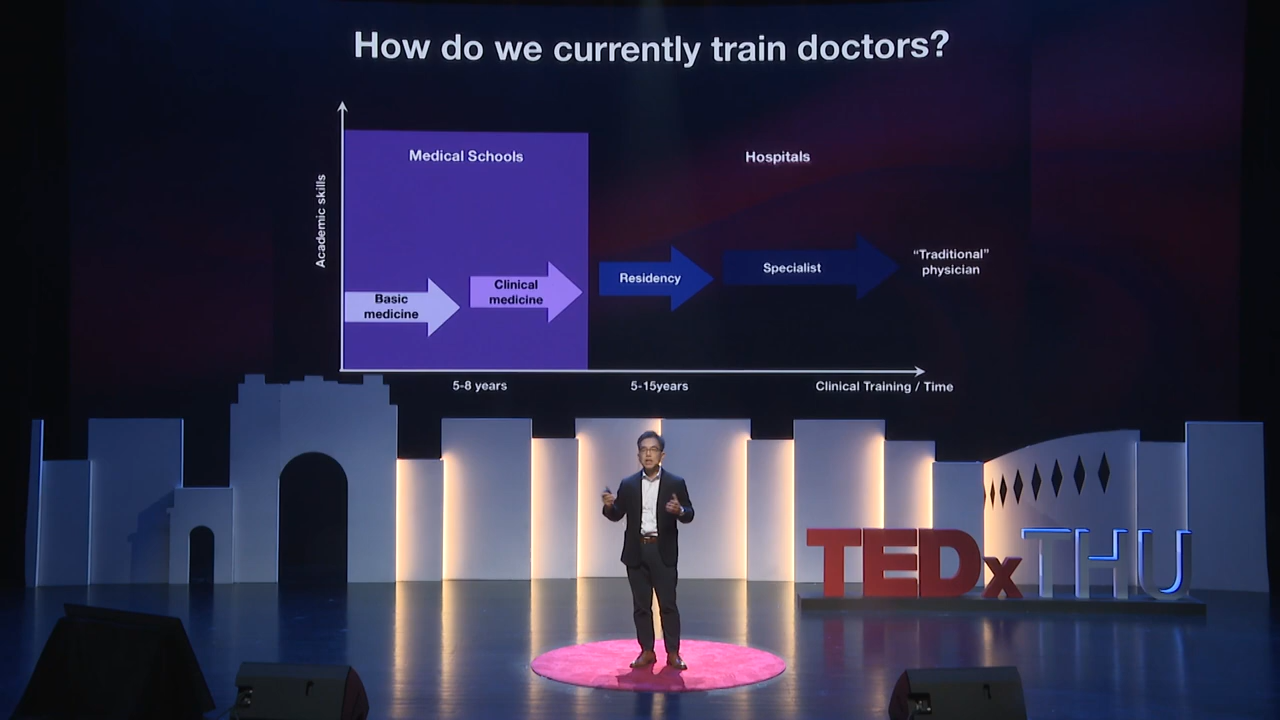 How do we currently train doctors?
Medical Schools
Hospitals
Academic skills
Basic
medicine
Clinical
medicine
Residency
Specialist
“Traditional”
physician
5-8 years
5-15years
Clinical Training / Time
TEDxTHU